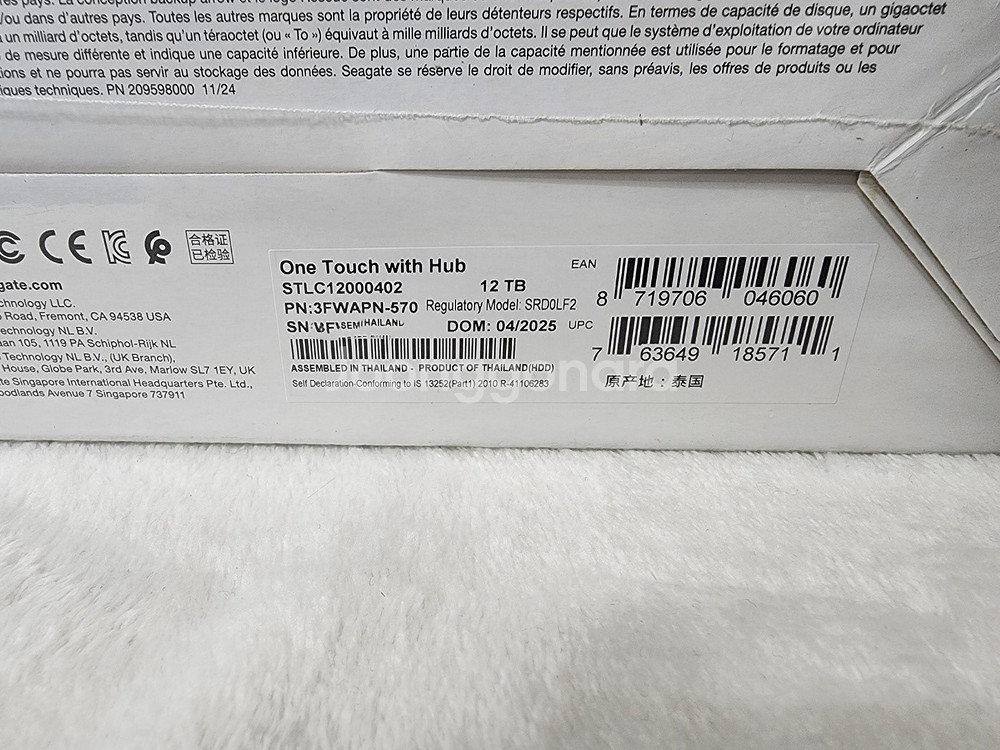 pays. La conception Backup
/ou dans d'autres pays. Toutes les autres marques sont la propriété de leurs détenteurs respectifs. En termes de capacité de disque, un gigaoctet
un milliard d'octets, tandis qu'un téraoctet (ou « To ») équivaut à mille milliards d'octets. Il se peut que le système d'exploitation de votre ordinateur
de mesure différente et indique une capacité inférieure. De plus, une partie de la capacité mentionnée est utilisée pour le formatage et pour
ions et ne pourra pas servir au stockage des données. Seagate se réserve le droit de modifier, sans préavis, les offres de produits ou les
iques techniques. PN 209598000 11/24
CE
合格证
已检验
gate.com
chnology LLC.
Road, Fremont, CA 94538 USA
echnology NL B.V.
aan 105, 1119 PA Schiphol-Rijk NL
Technology NL B.V., (UK Branch),
House, Globe Park, 3rd Ave, Marlow SL7 1EY, UK
te Singapore International Headquarters Pte. Ltd.,
oodlands Avenue 7 Singapore 737911
One Touch with Hub
STLC12000402 12 TB
PN:3FWAPN-570 Regulatory Model: SRD0LF2
SN DOM: 04/2025
ASSEMBLED IN THAILAND - PRODUCT OF THAILAND(HDD)
Self Declaration-Conforming to IS 13252(Part1) 2010 R-41106283
EAN
8 719706 046060
UPC
7 63649 18571 1
原产地：泰国